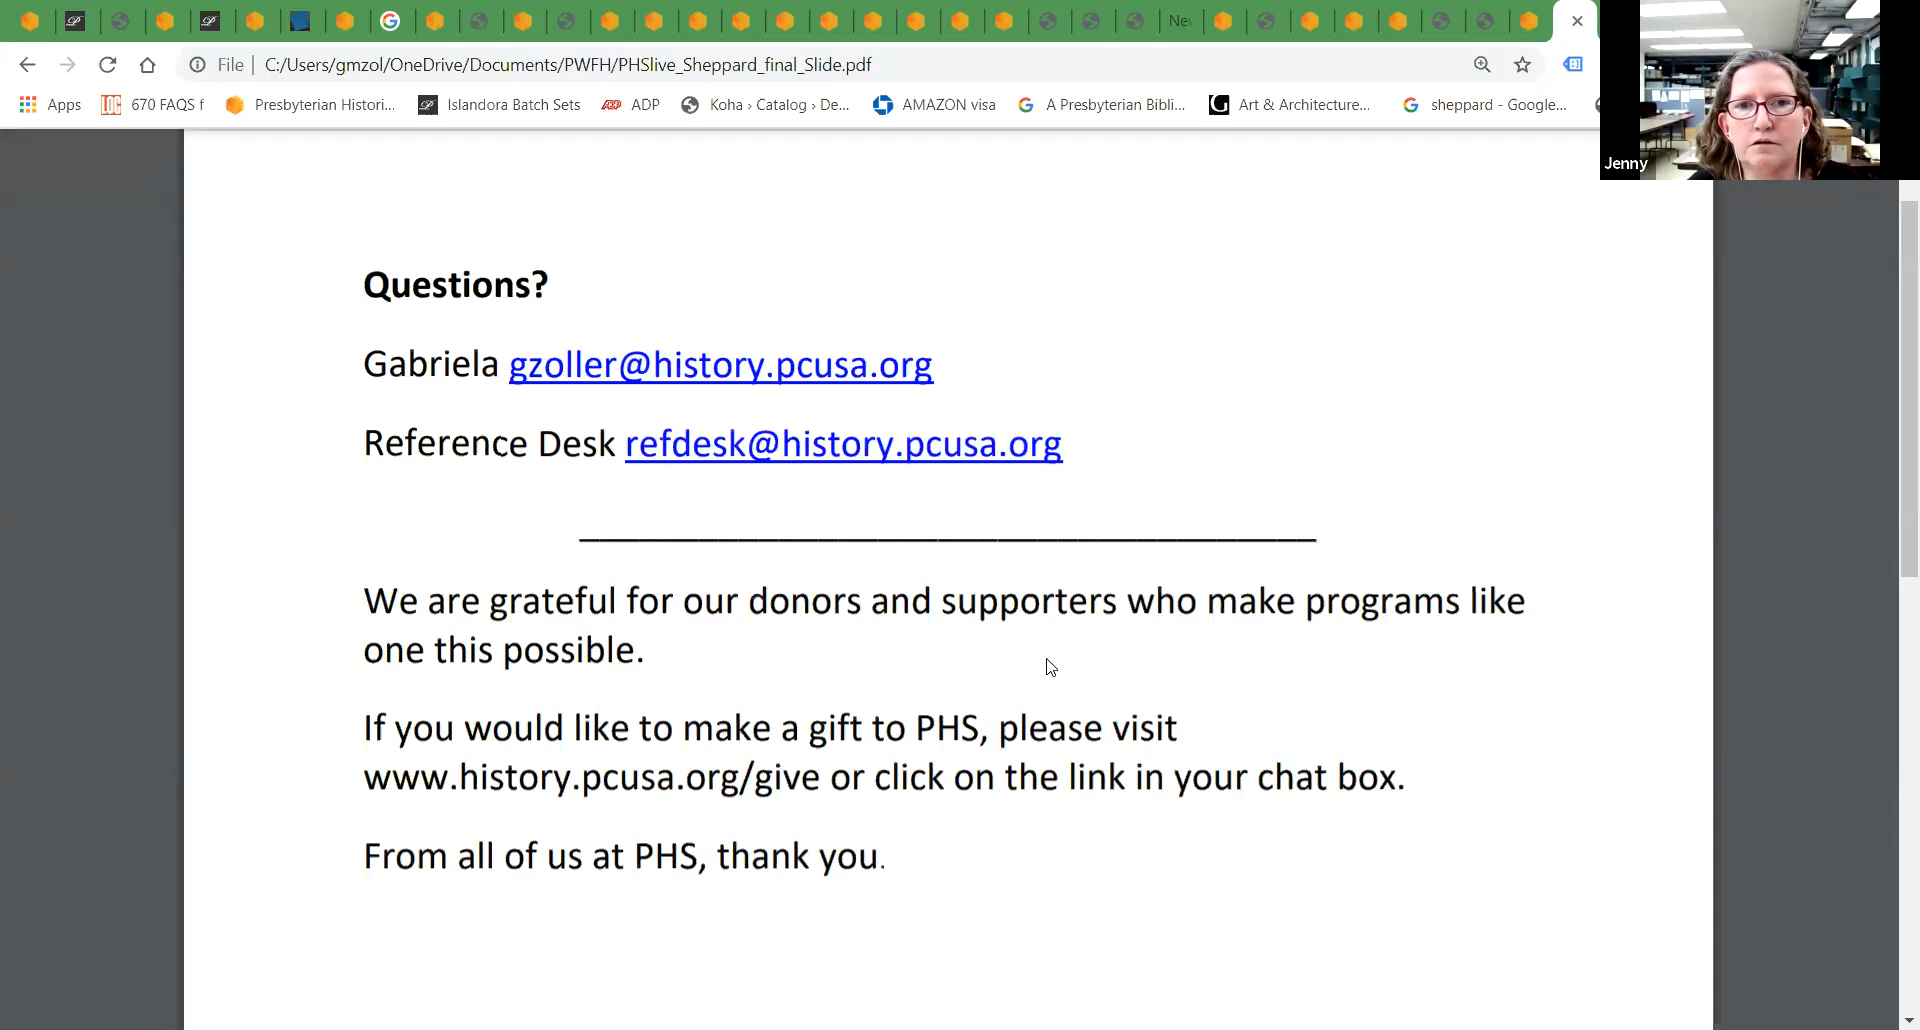 New
File
C:/Users/gmzol/OneDrive/Documents/PWFH/PHSlive_Sheppard_final_Slide.pdf
Apps
670 FAQS f
Presbyterian Histori...
Islandora Batch Sets
ADP
Koha › Catalog › De...
AMAZON visa
A Presbyterian Bibli...
Art & Architecture...
sheppard - Google...
Jenny
Questions?
Gabriela gzoller@history.pcusa.org
Reference Desk refdesk@history.pcusa.org
We are grateful for our donors and supporters who make programs like
one this possible.
If you would like to make a gift to PHS, please visit
www.history.pcusa.org/give or click on the link in your chat box.
From all of us at PHS, thank you.